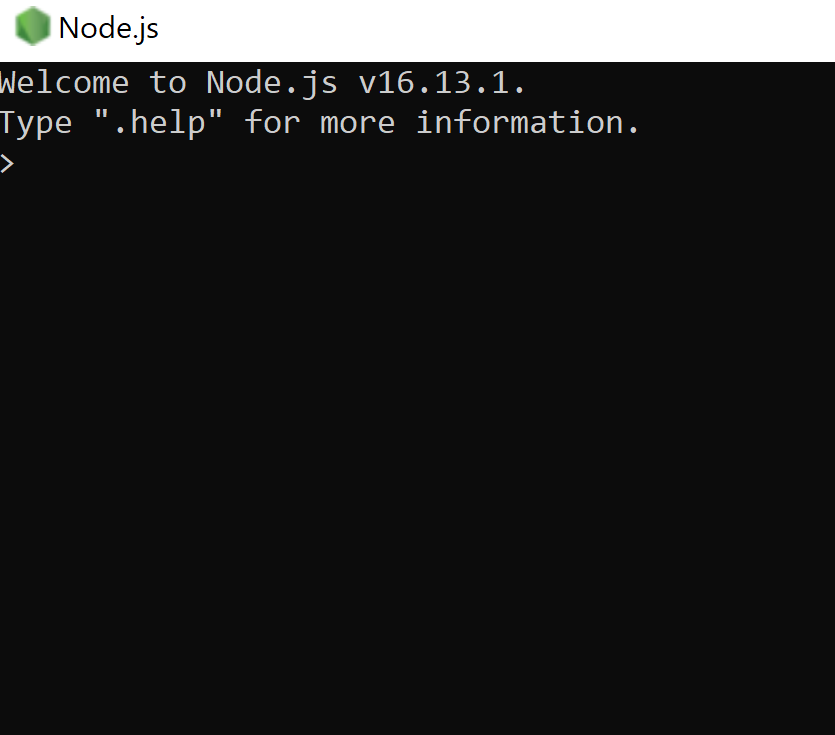 Node.js
Welcome to Node.js v16.13.1.
Type ".help" for more information.
>